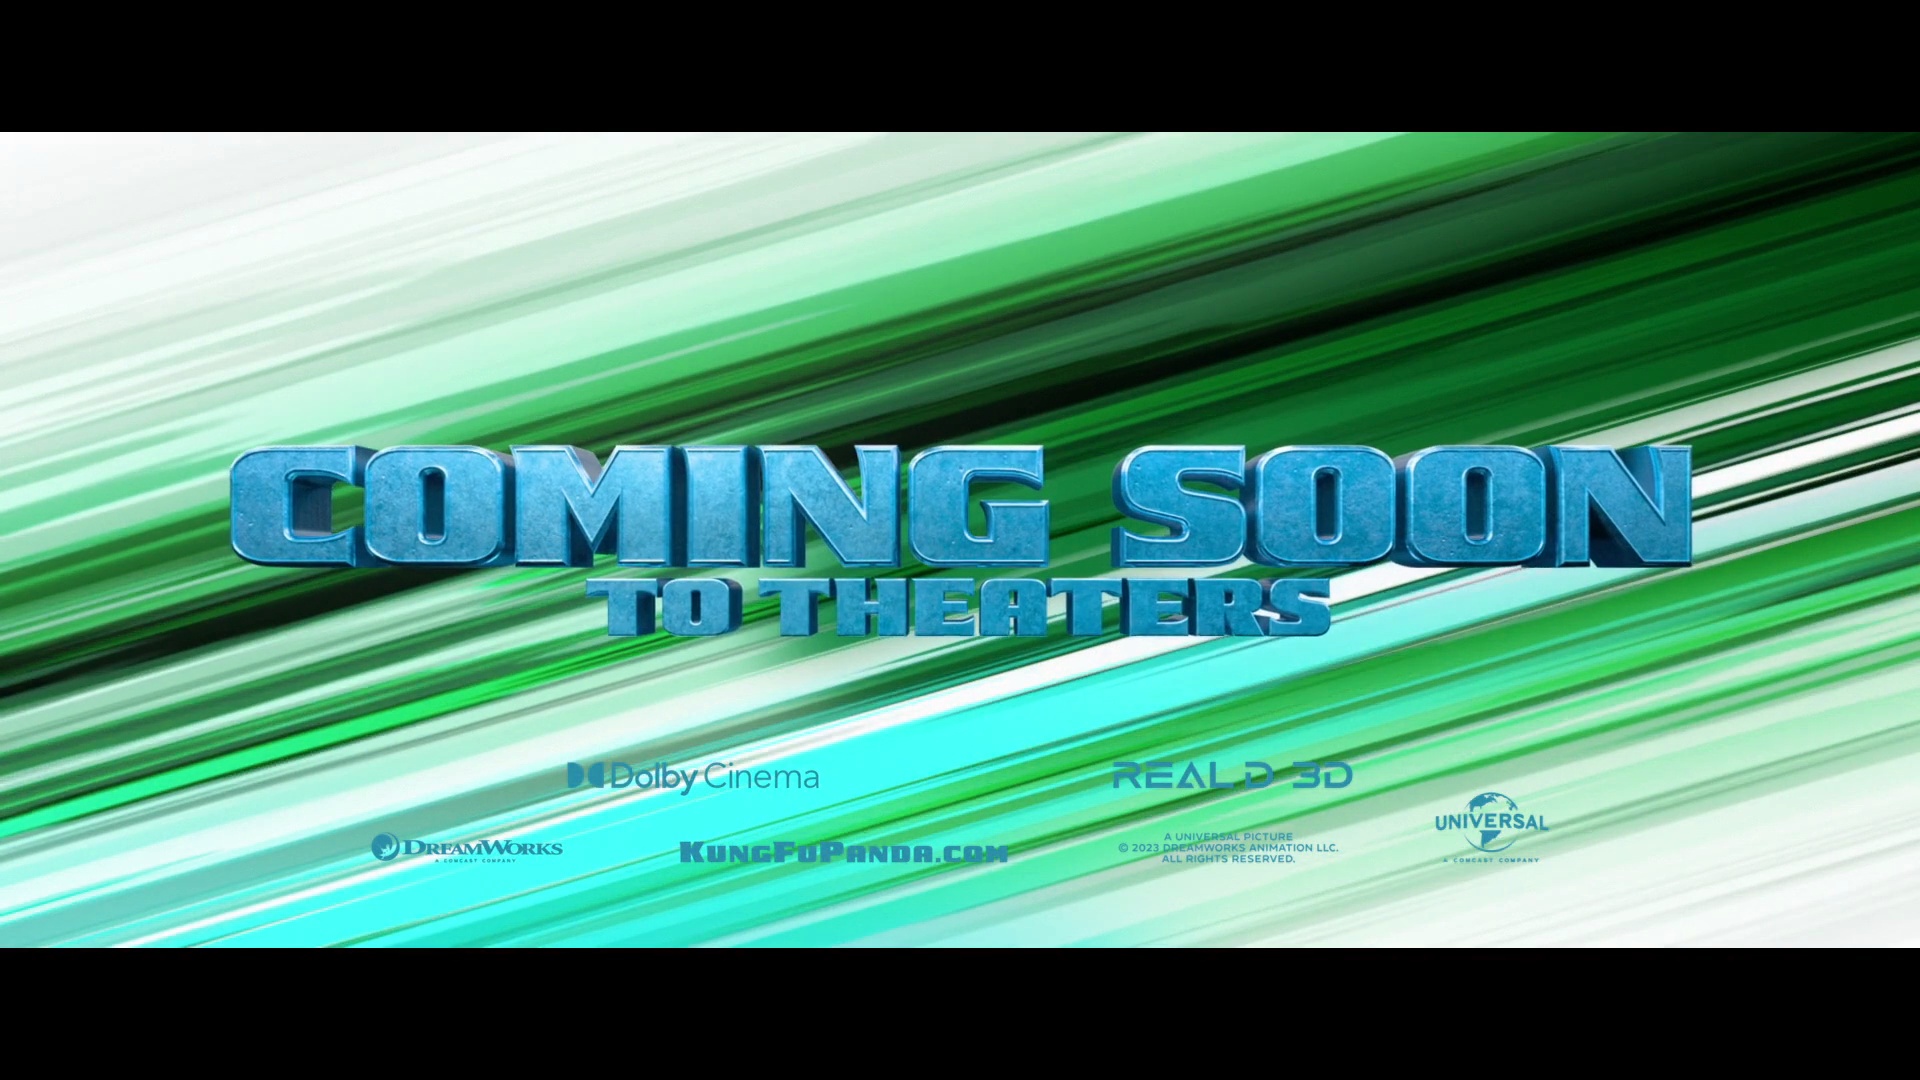 COMING SOON
TO THEATERS
Dolby Cinema
REAL D 3D
DREAMWORKS
A COMCAST COMPANY
KUNGFUPANDA.COM
A UNIVERSAL PICTURE
© 2023 DREAMWORKS ANIMATION LLC.
ALL RIGHTS RESERVED.
UNIVERSAL
A COMCAST COMPANY